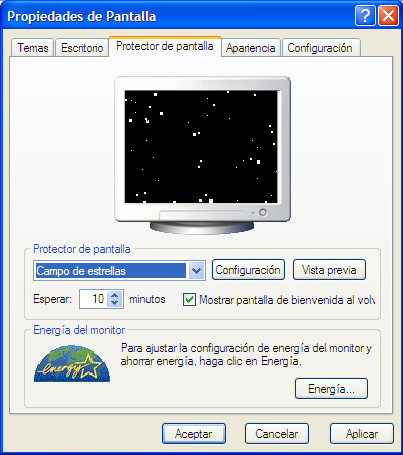 Propiedades de Pantalla
Temas Escritorio Protector de pantalla Apariencia Configuración
Protector de pantalla
Campo de estrellas Configuración Vista previa
Esperar: 10 minutos Mostrar pantalla de bienvenida al volv
Energía del monitor
energy
Para ajustar la configuración de energía del monitor y
ahorrar energía, haga clic en Energía.
Energía...
Aceptar Cancelar Aplicar